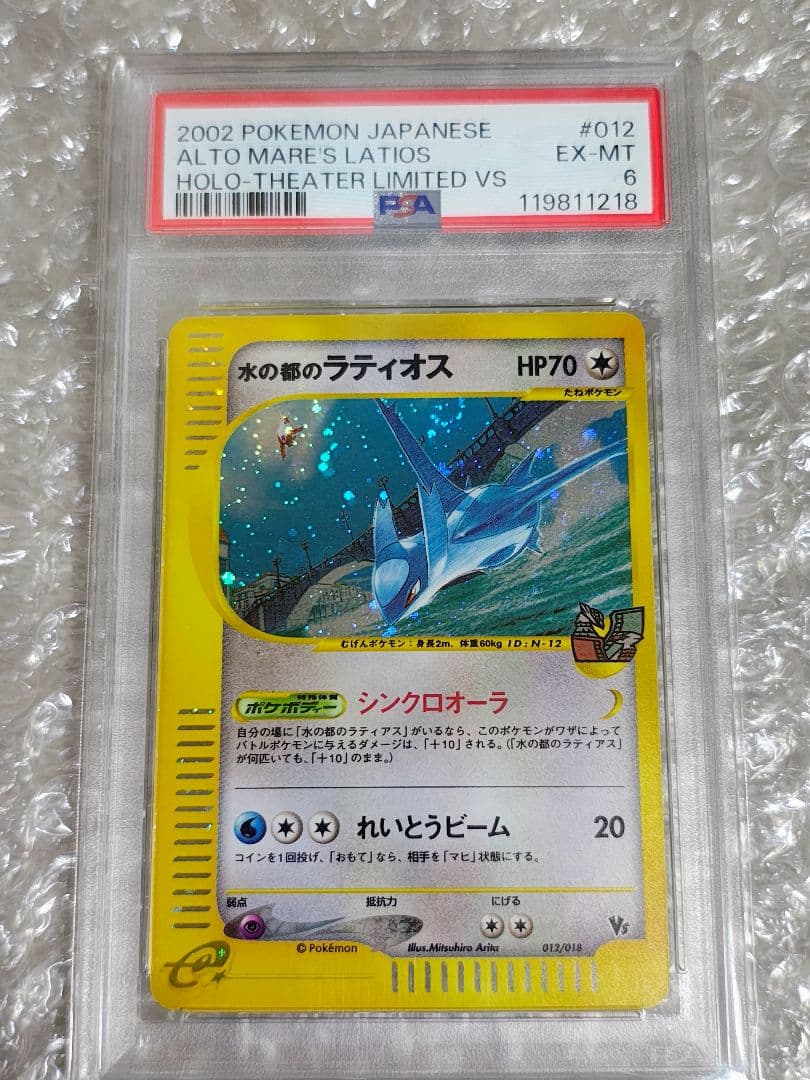 2002 POKEMON JAPANESE #012
ALTO MARE'S LATIOS EX-MT
HOLO-THEATER LIMITED VS 6
PSA 119811218
水の都のラティオス HP70
たねポケモン
むげんポケモン：身長2m、体重60kg ID：N-12
特殊体質
ポケボディー シンクロオーラ
自分の場に「水の都のラティアス」がいるなら、このポケモンがワザによって
バトルポケモンに与えるダメージは、「＋10」される。（「水の都のラティアス」
が何匹いても、「＋10」のまま。）
れいとうビーム 20
コインを1回投げ、「おもて」なら、相手を「マヒ」状態にする。
弱点 抵抗力 にげる
©Pokémon Illus.Mitsuhiro Arita 012/018 VS
e